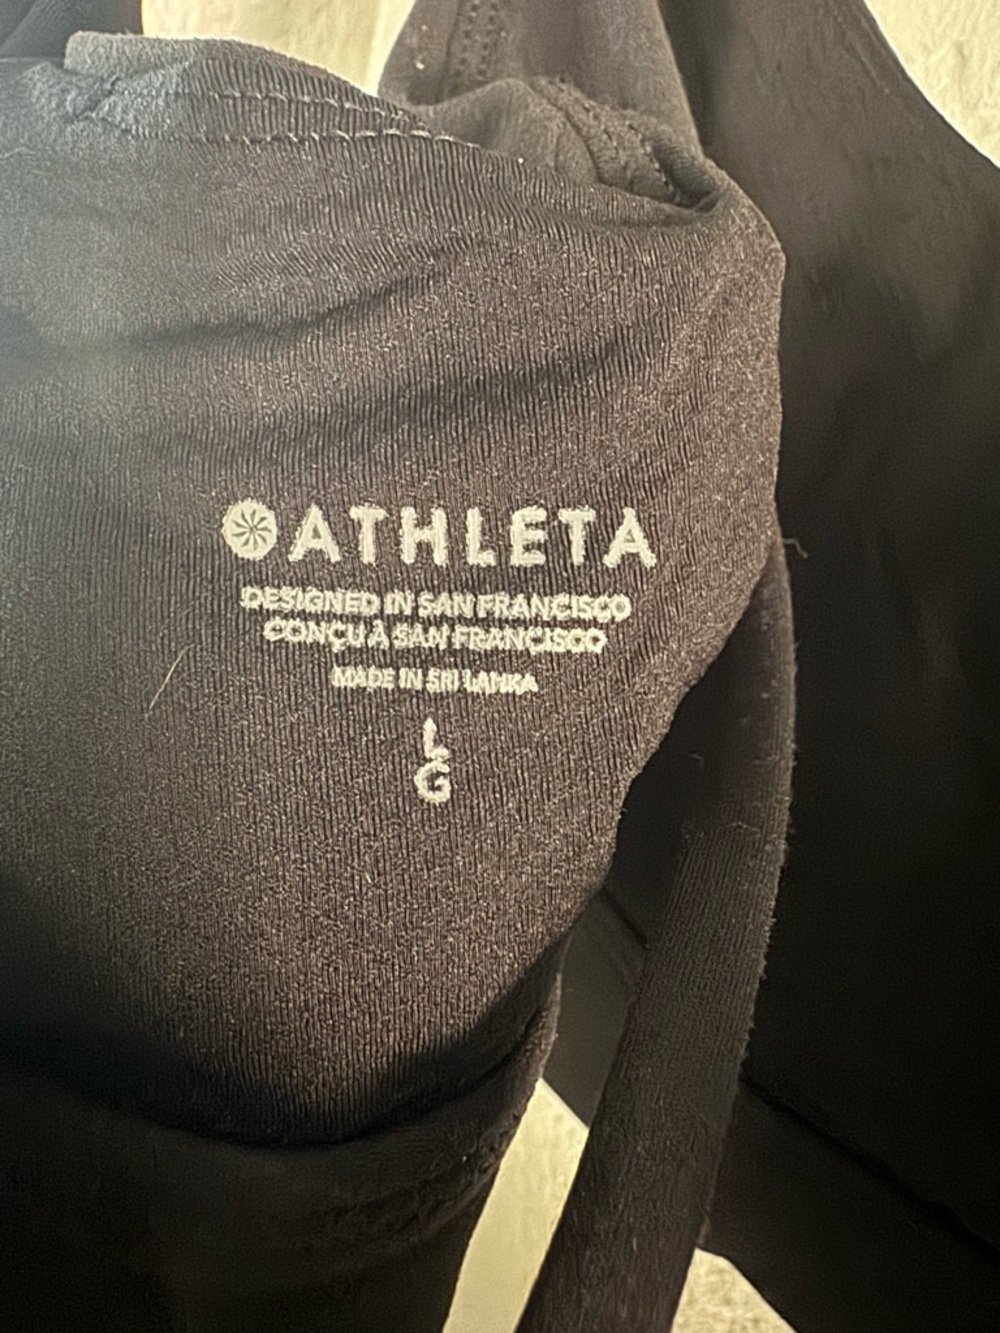 ATHLETA
DESIGNED IN SAN FRANCISCO
CONÇU À SAN FRANCISCO
MADE IN SRI LANKA
L
G